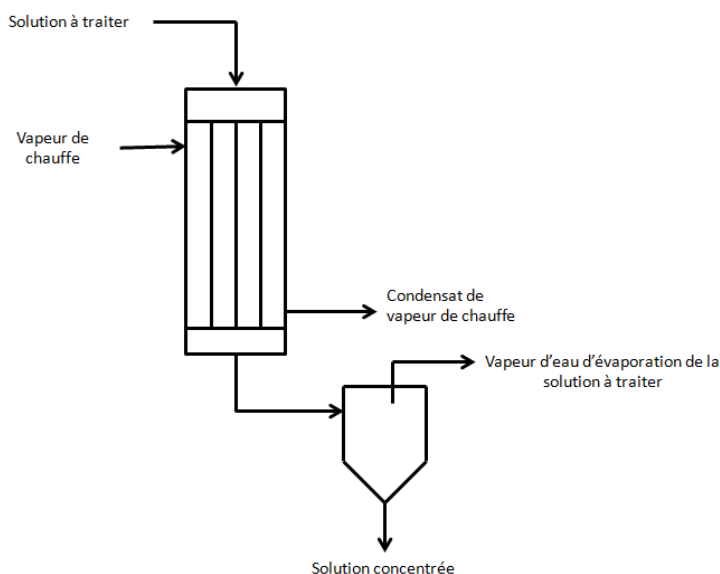 Solution à traiter
Vapeur de
chauffe
Condensat de
vapeur de chauffe
Vapeur d'eau d'évaporation de la
solution à traiter
Solution concentrée